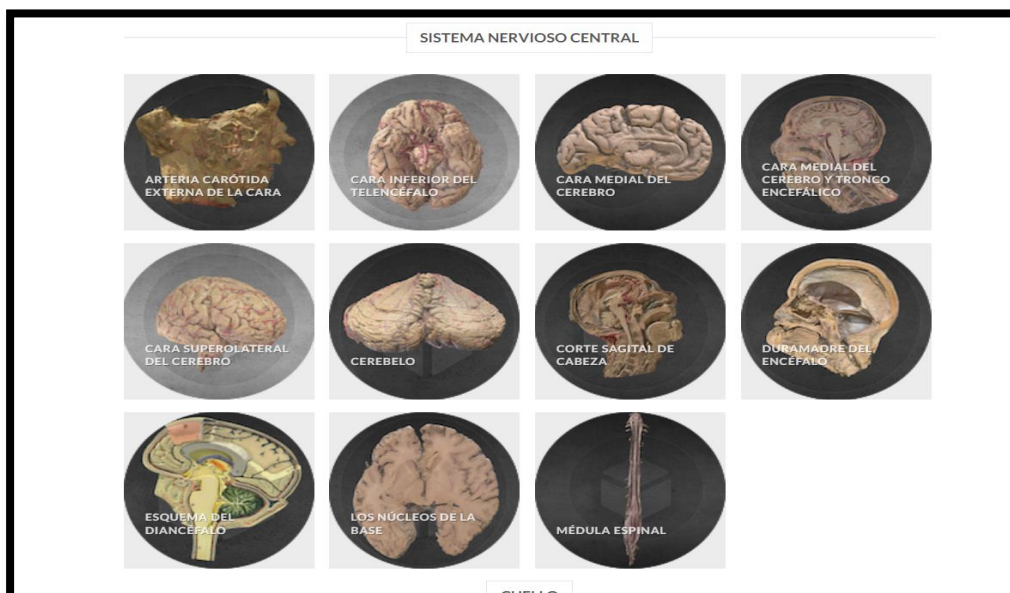 SISTEMA NERVIOSO CENTRAL
ARTERIA CARÓTIDA
EXTERNA DE LA CARA
CARA INFERIOR DEL
TELENCÉFALO
CARA MEDIAL DEL
CEREBRO
CARA MEDIAL DEL
CEREBRO Y TRONCO
ENCEFÁLICO
CARA SUPEROLATERAL
DEL CEREBRO
CEREBELO
CORTE SAGITAL DE
CABEZA
DURAMADRE DEL
ENCÉFALO
ESQUEMA DEL
DIANCÉFALO
LOS NÚCLEOS DE LA
BASE
MÉDULA ESPINAL
CUELLO